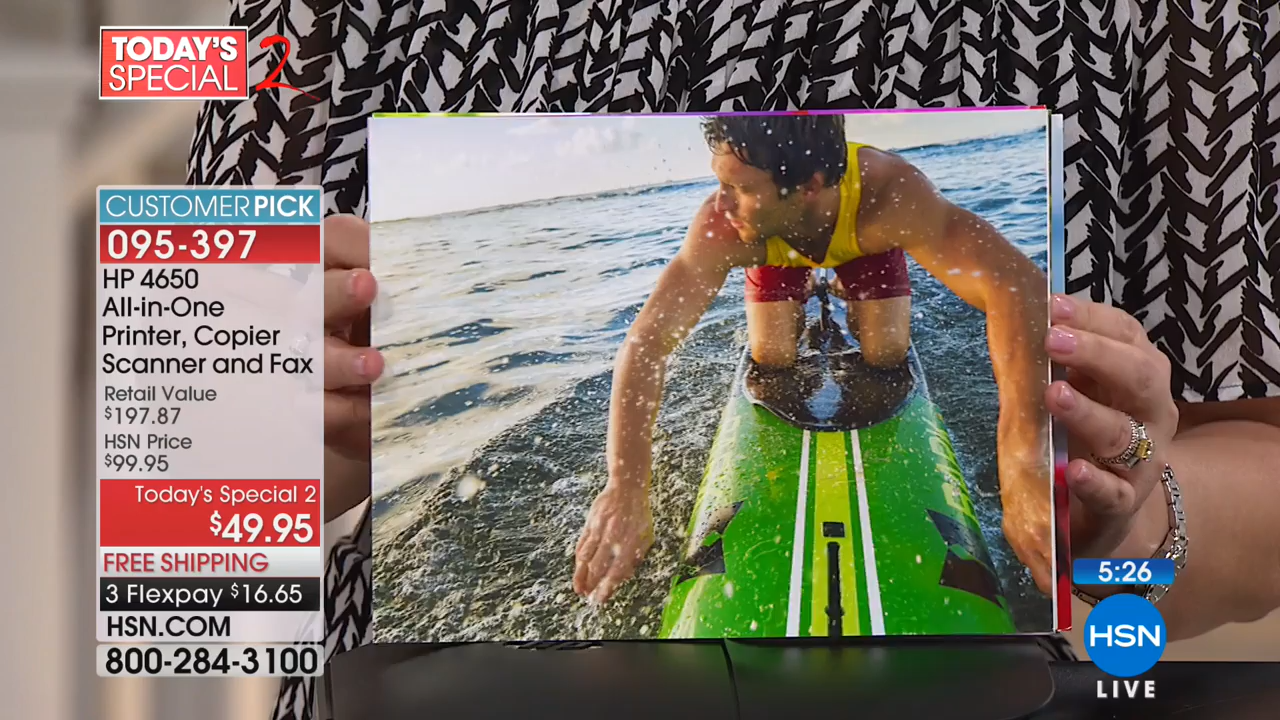 TODAY'S
SPECIAL 2
CUSTOMER PICK
095-397
HP 4650
All-in-One
Printer, Copier
Scanner and Fax
Retail Value
$197.87
HSN Price
$99.95
Today's Special 2
$49.95
FREE SHIPPING
3 Flexpay $16.65
HSN.COM
800-284-3100
5:26
HSN
LIVE